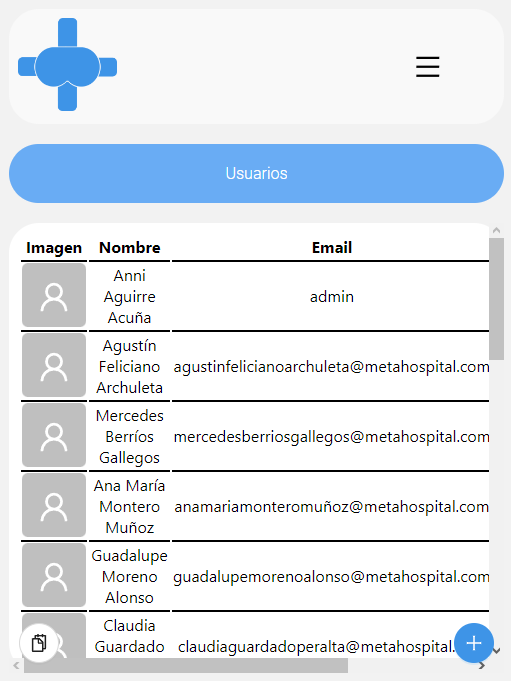 Usuarios
Imagen Nombre Email
Anni
Aguirre admin
Acuña
Agustín
Feliciano agustinfelicianoarchuleta@metahospital.com
Archuleta
Mercedes
Berríos mercedesberriosgallegos@metahospital.com
Gallegos
Ana María
Montero anamariamonteromuñoz@metahospital.com
Muñoz
Guadalupe
Moreno guadalupemorenoalonso@metahospital.com
Alonso
Claudia
Guardado claudiaguardadoperalta@metahospital.